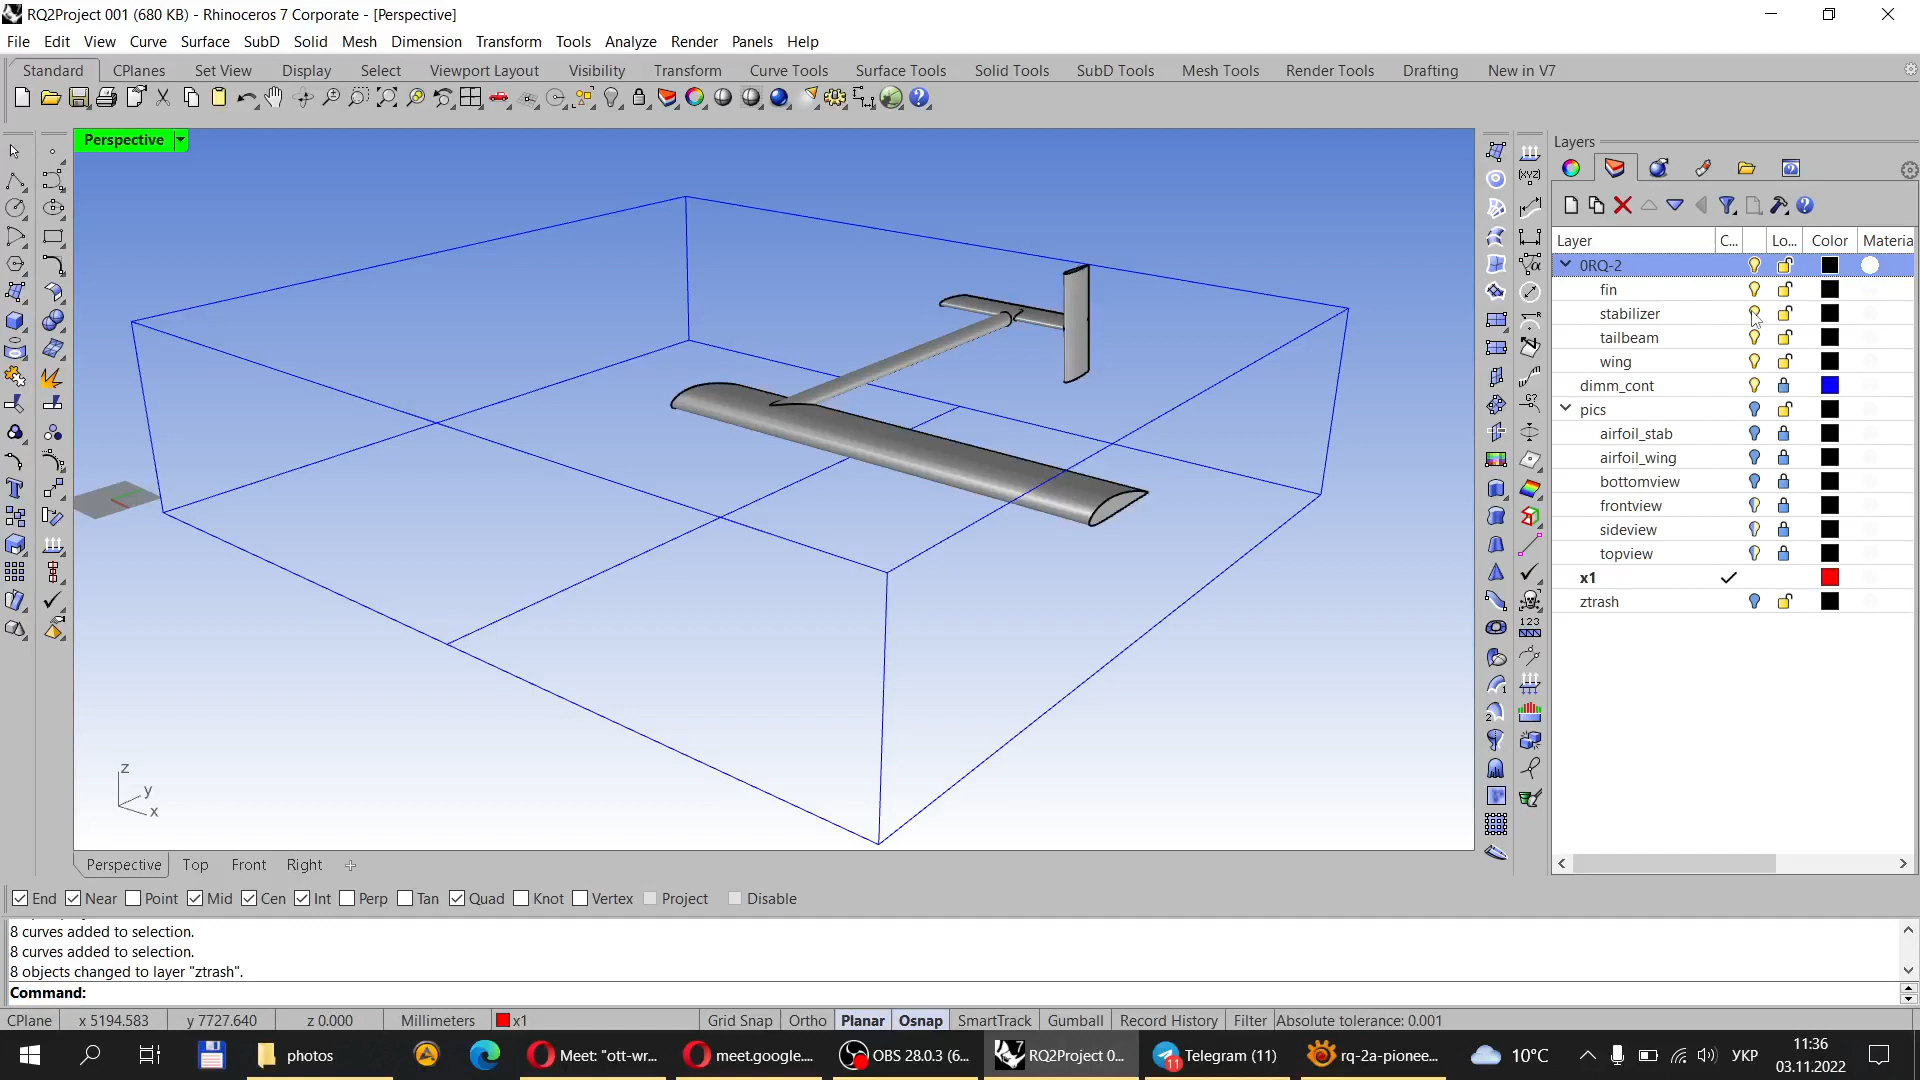 RQ2Project 001 (680 KB) - Rhinoceros 7 Corporate - [Perspective]
File Edit View Curve Surface SubD Solid Mesh Dimension Transform Tools Analyze Render Panels Help
Standard CPlanes Set View Display Select Viewport Layout Visibility Transform Curve Tools Surface Tools Solid Tools SubD Tools Mesh Tools Render Tools Drafting New in V7
Perspective
Layers
Layer C... Lo... Color Materia
0RQ-2
fin
stabilizer
tailbeam
wing
dimm_cont
pics
airfoil_stab
airfoil_wing
bottomview
frontview
sideview
topview
x1
ztrash
z
y
x
Perspective Top Front Right
End Near Point Mid Cen Int Perp Tan Quad Knot Vertex Project Disable
8 curves added to selection.
8 curves added to selection.
8 objects changed to layer "ztrash".
Command:
CPlane x 5194.583 y 7727.640 z 0.000 Millimeters x1 Grid Snap Ortho Planar Osnap SmartTrack Gumball Record History Filter Absolute tolerance: 0.001
photos Meet: "ott-wr... meet.google.... OBS 28.0.3 (6... RQ2Project 0... Telegram (11) rq-2a-pionee... 10°C УКР 11:36
03.11.2022